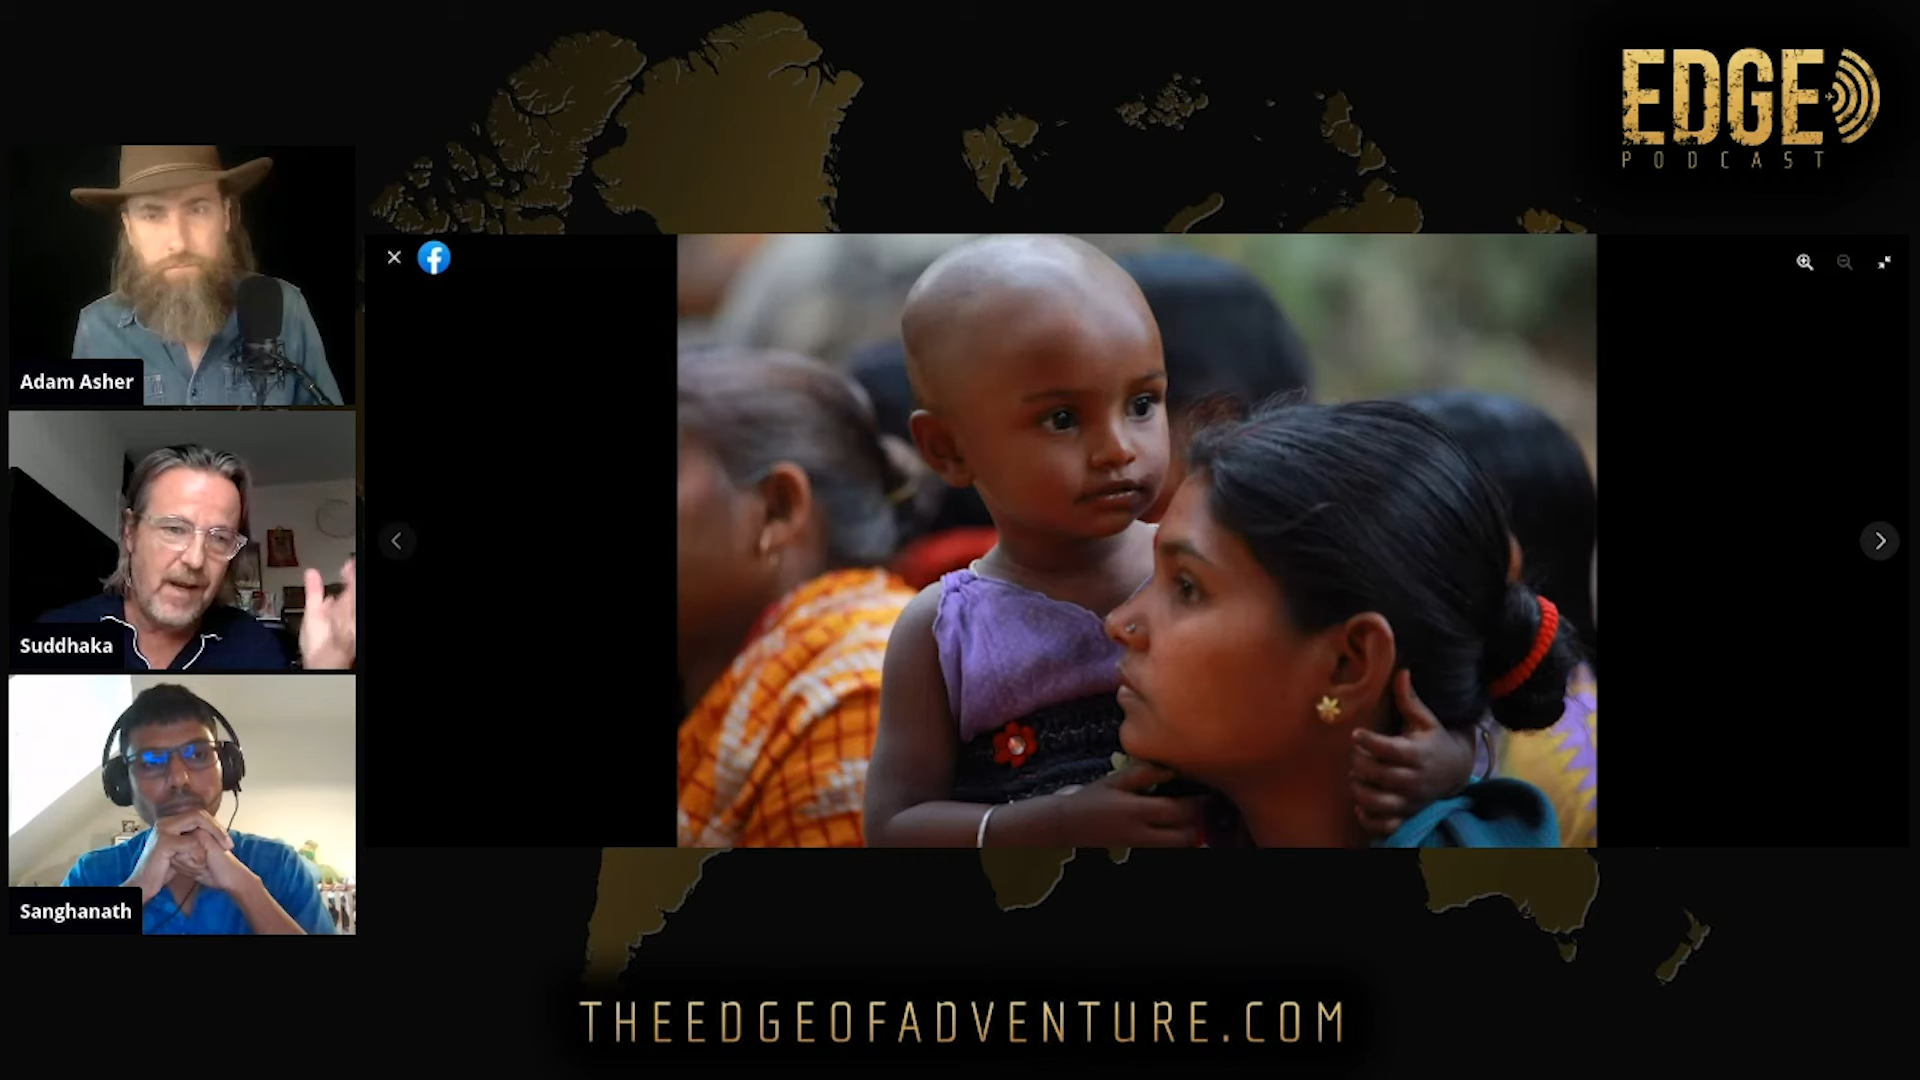 EDGE
PODCAST
Adam Asher
Suddhaka
Sanghanath
THEEDGEOFADVENTURE.COM